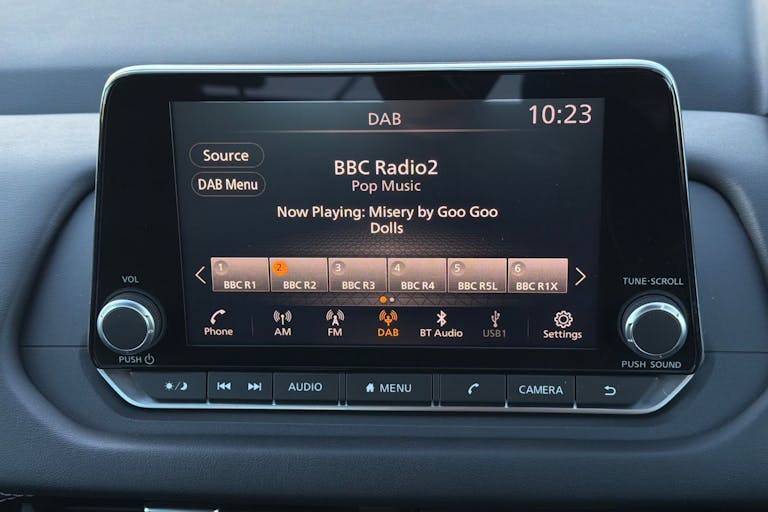 DAB
10:23
Source
DAB Menu
BBC Radio2
Pop Music
Now Playing: Misery by Goo Goo
Dolls
1 2 3 4 5 6
BBC R1 BBC R2 BBC R3 BBC R4 BBC R5L BBC R1X
Phone AM FM DAB BT Audio USB1 Settings
VOL
PUSH
TUNE·SCROLL
PUSH SOUND
AUDIO MENU CAMERA